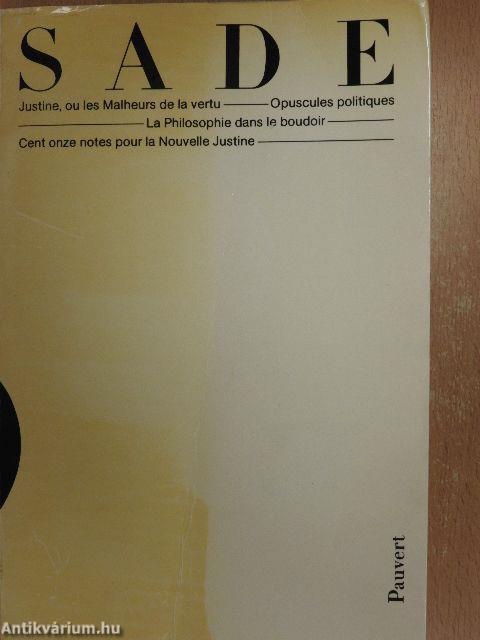 SADE
Justine, ou les Malheurs de la vertu — Opuscules politiques
— La Philosophie dans le boudoir —
Cent onze notes pour la Nouvelle Justine —
Pauvert
Antikvárium.hu